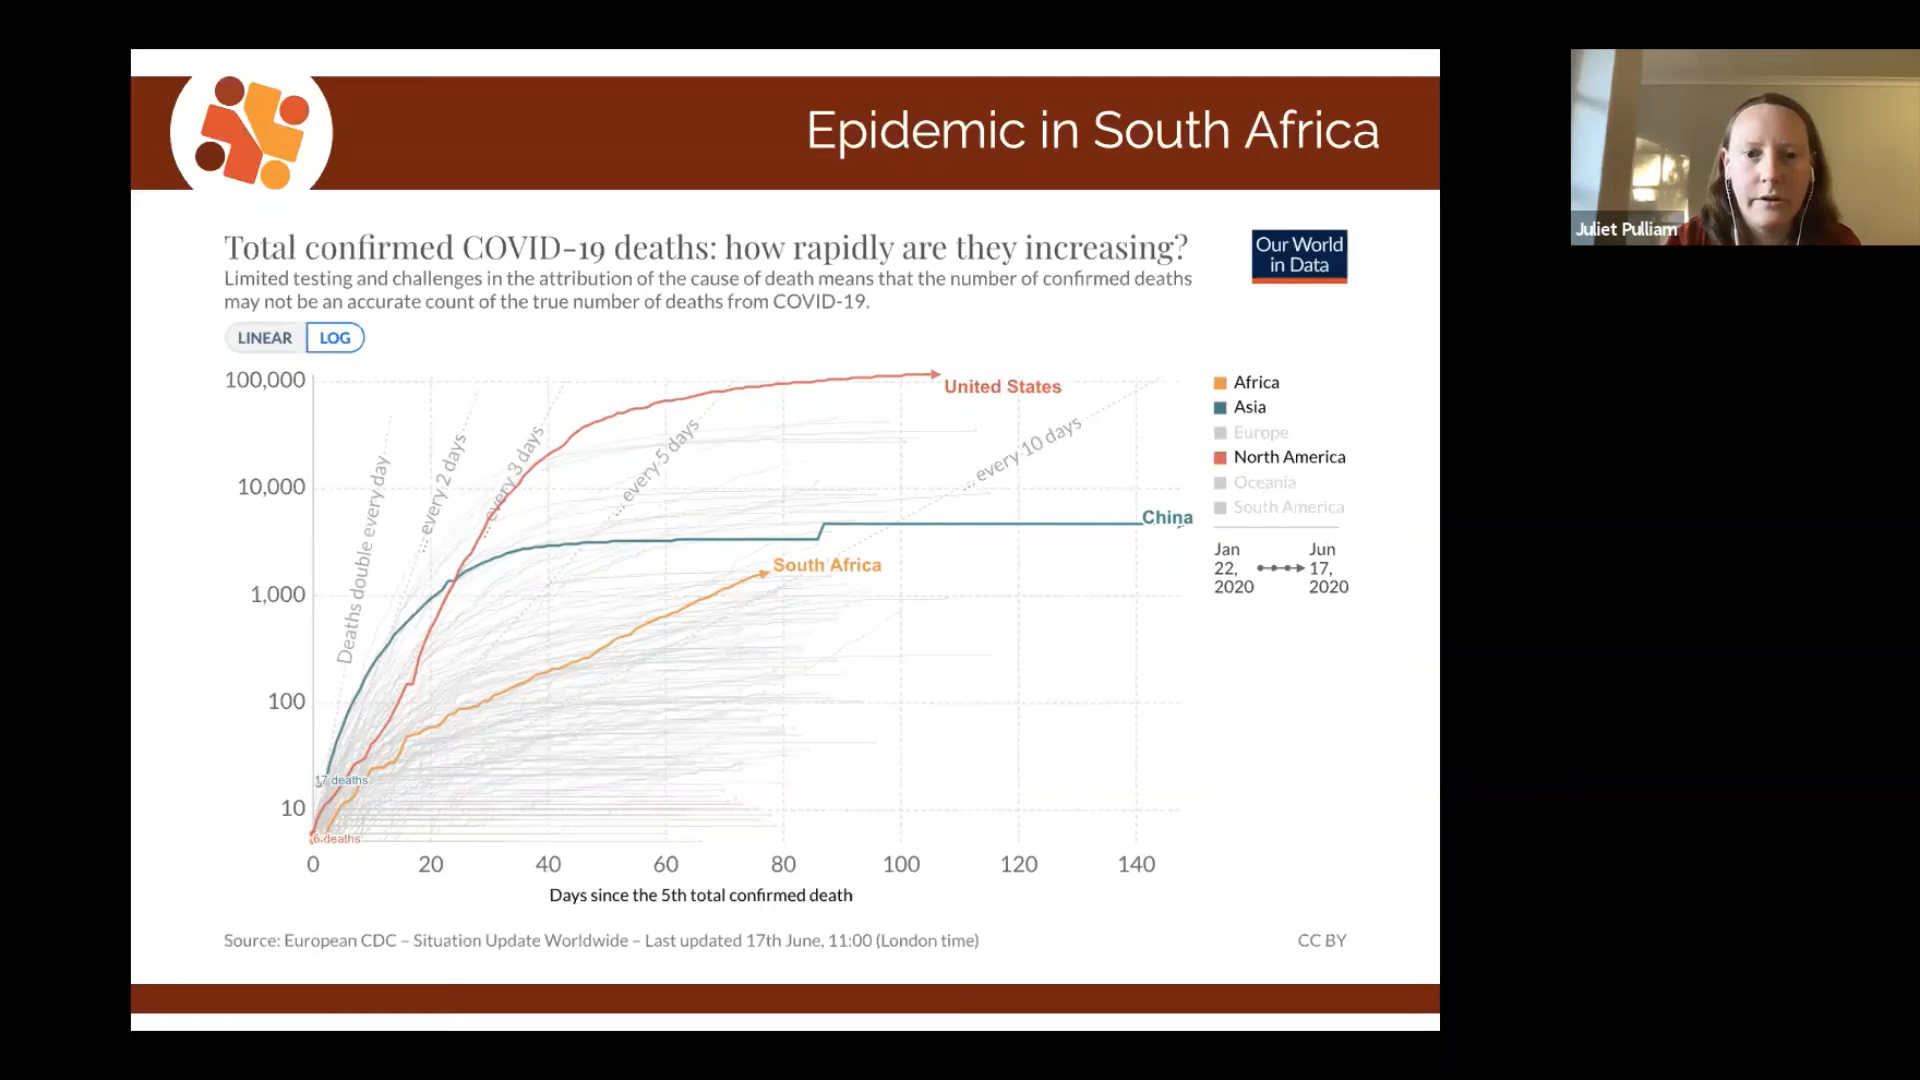 Epidemic in South Africa
Juliet Pulliam
Total confirmed COVID-19 deaths: how rapidly are they increasing?
Our World
in Data
Limited testing and challenges in the attribution of the cause of death means that the number of confirmed deaths
may not be an accurate count of the true number of deaths from COVID-19.
LINEAR LOG
100,000
10,000
1,000
100
10
0 20 40 60 80 100 120 140
Days since the 5th total confirmed death
Deaths double every day
... every 2 days
... every 3 days
... every 5 days
... every 10 days
United States
China
South Africa
17 deaths
6 deaths
Africa
Asia
Europe
North America
Oceania
South America
Jan
22,
2020
Jun
17,
2020
Source: European CDC – Situation Update Worldwide – Last updated 17th June, 11:00 (London time)
CC BY